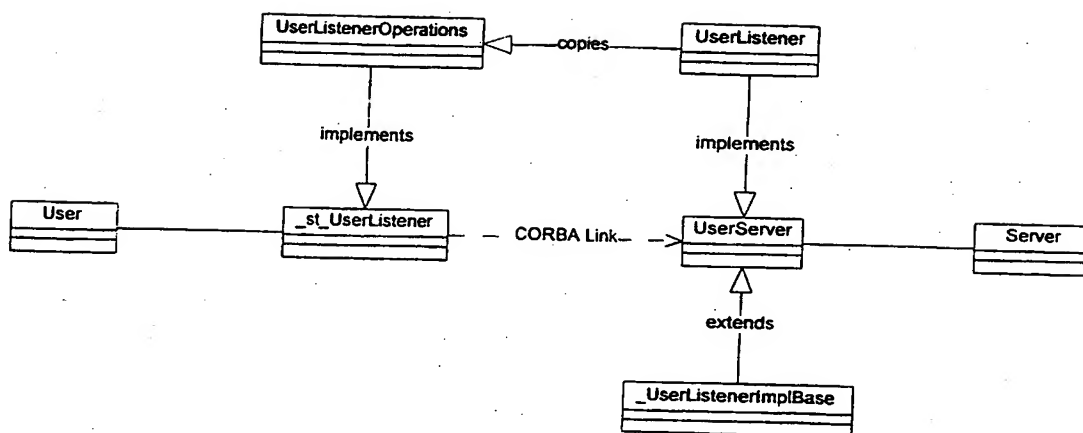 UserListenerOperations
copies
UserListener
implements
implements
User
_st_UserListener
CORBA Link
UserServer
Server
extends
_UserListenerImplBase